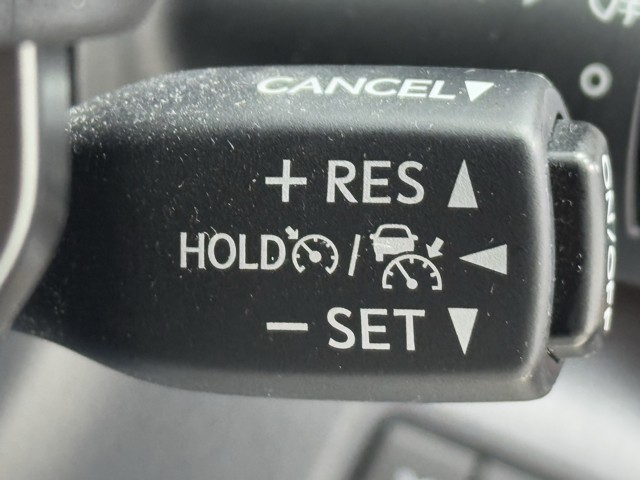 CANCEL▼
+ RES ▲
HOLD / ◀
− SET ▼
ON/OFF